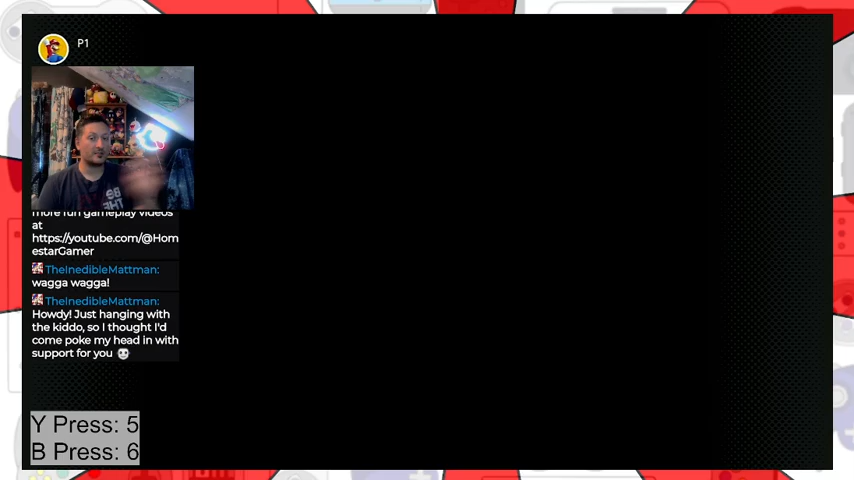 P1
more fun gameplay videos
at
https://youtube.com/@Hom
estarGamer
TheInedibleMattman:
wagga wagga!
TheInedibleMattman:
Howdy! Just hanging with
the kiddo, so I thought I'd
come poke my head in with
support for you
Y Press: 5
B Press: 6